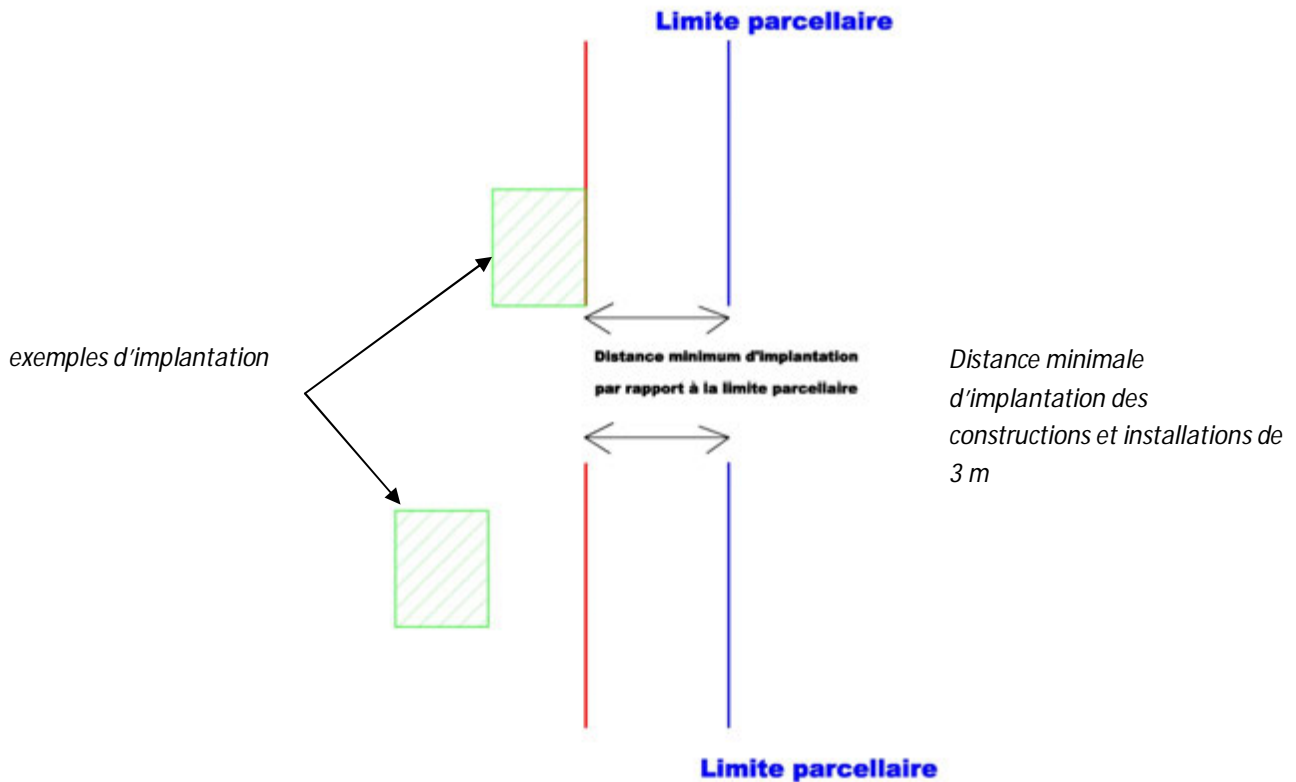 Limite parcellaire
exemples d'implantation
Distance minimum d'implantation
par rapport à la limite parcellaire
Distance minimale
d'implantation des
constructions et installations de
3 m
Limite parcellaire